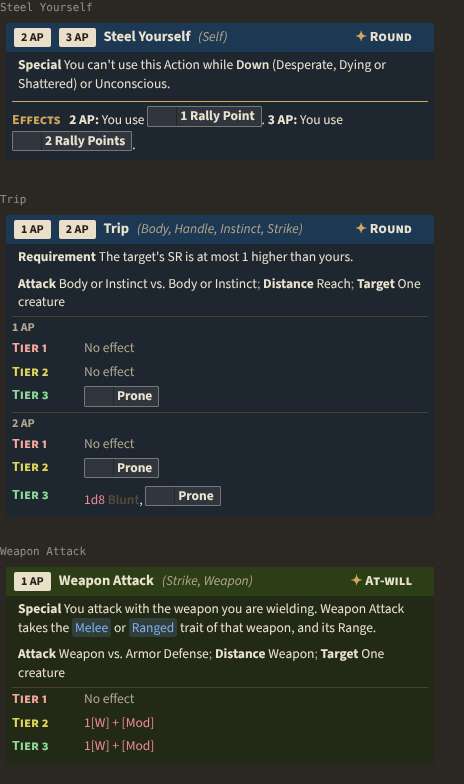 Steel Yourself
2 AP 3 AP Steel Yourself (Self) ROUND
Special You can't use this Action while Down (Desperate, Dying or
Shattered) or Unconscious.
EFFECTS 2 AP: You use 1 Rally Point. 3 AP: You use
2 Rally Points.
Trip
1 AP 2 AP Trip (Body, Handle, Instinct, Strike) ROUND
Requirement The target's SR is at most 1 higher than yours.
Attack Body or Instinct vs. Body or Instinct; Distance Reach; Target One
creature
1 AP
TIER 1 No effect
TIER 2 No effect
TIER 3 Prone
2 AP
TIER 1 No effect
TIER 2 Prone
TIER 3 1d8 Blunt, Prone
Weapon Attack
1 AP Weapon Attack (Strike, Weapon) AT-WILL
Special You attack with the weapon you are wielding. Weapon Attack
takes the Melee or Ranged trait of that weapon, and its Range.
Attack Weapon vs. Armor Defense; Distance Weapon; Target One
creature
TIER 1 No effect
TIER 2 1[W] + [Mod]
TIER 3 1[W] + [Mod]